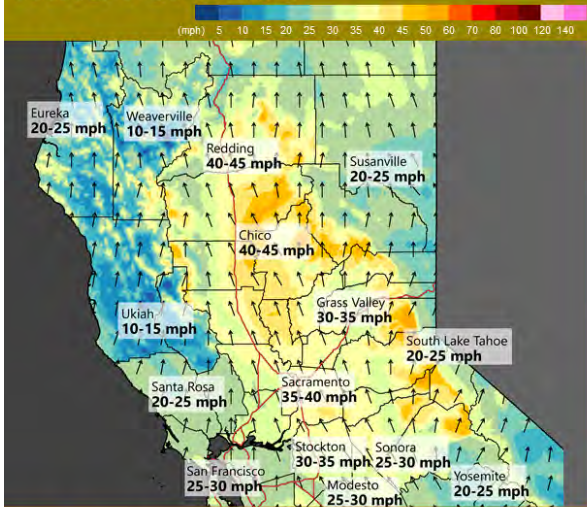 (mph) 5 10 15 20 25 30 35 40 45 50 60 70 80 100 120 140
Eureka
20-25 mph
Weaverville
10-15 mph
Redding
40-45 mph
Susanville
20-25 mph
Chico
40-45 mph
Grass Valley
30-35 mph
Ukiah
10-15 mph
South Lake Tahoe
20-25 mph
Santa Rosa
20-25 mph
Sacramento
35-40 mph
Stockton
30-35 mph
Sonora
25-30 mph
San Francisco
25-30 mph
Yosemite
20-25 mph
Modesto
25-30 mph